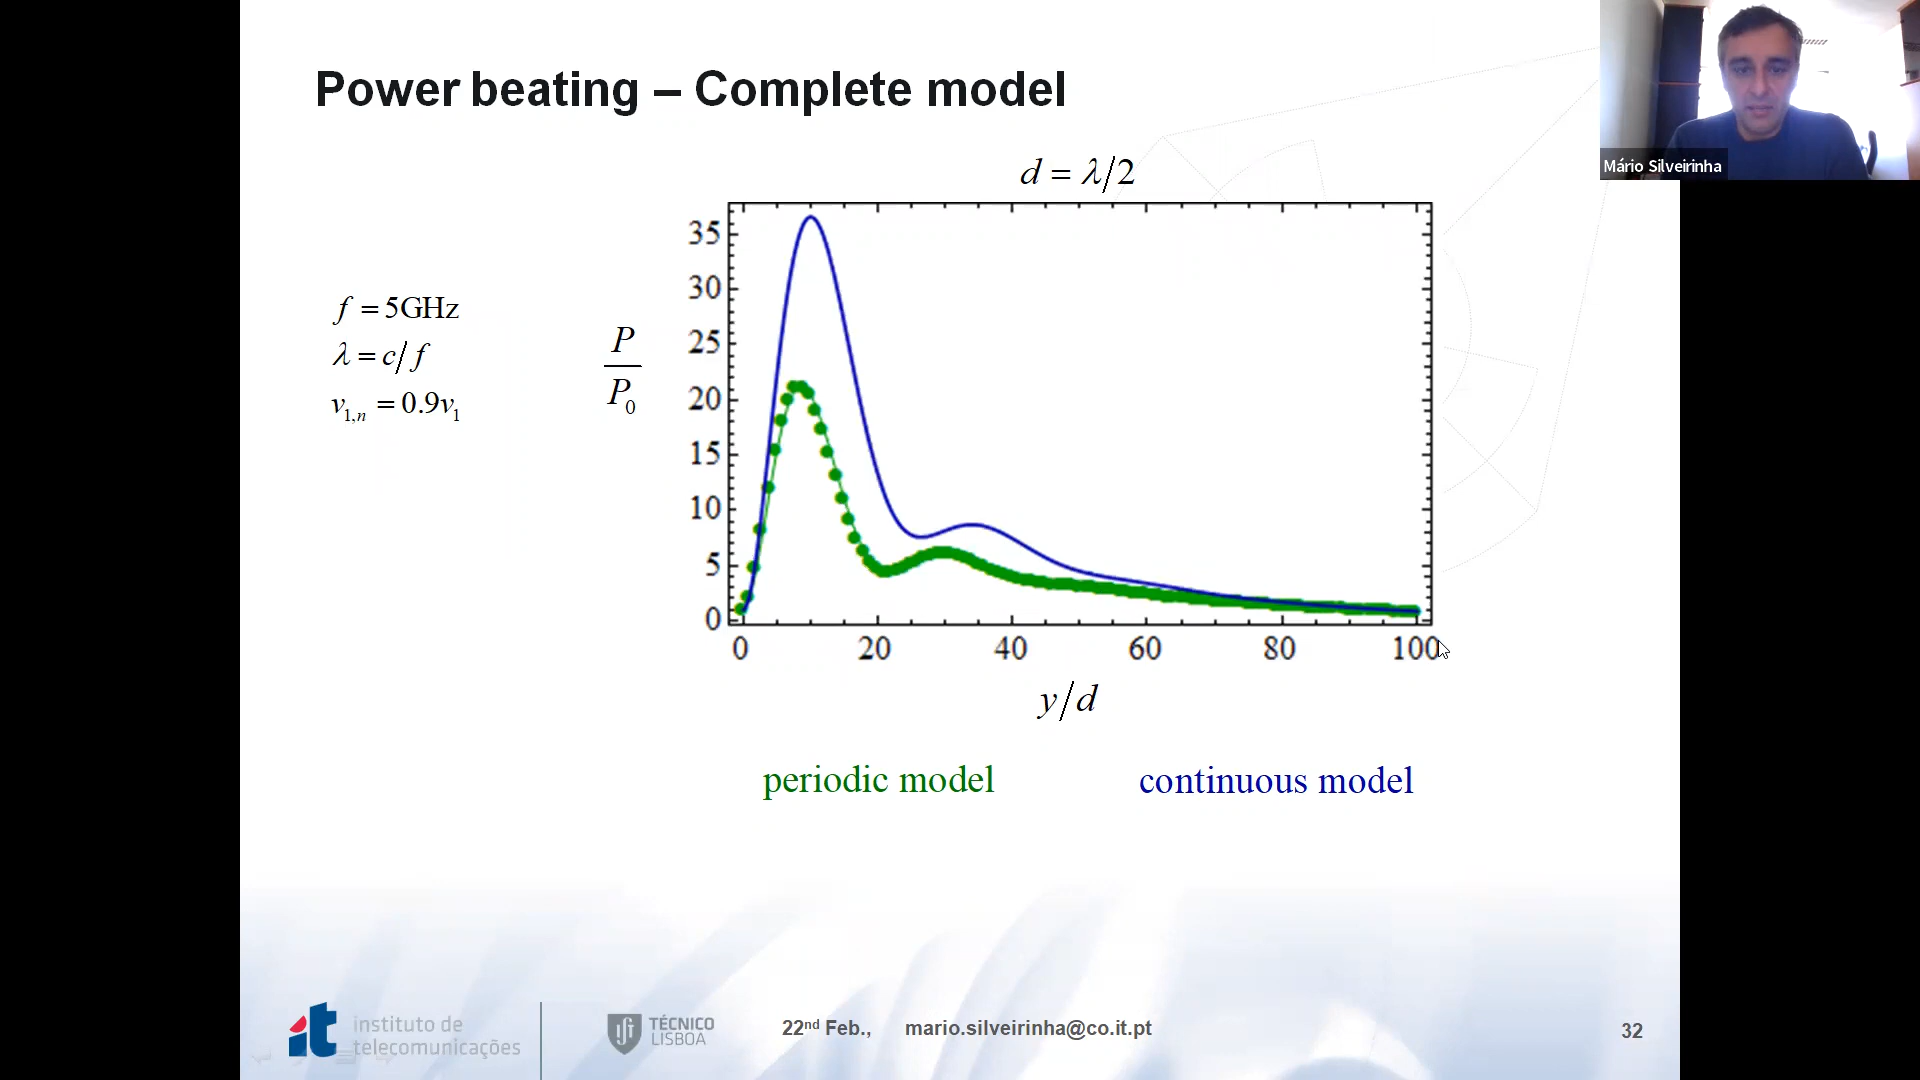 Power beating – Complete model
Mário Silveirinha
d = λ/2
f = 5GHz
λ = c/f
v₁,ₙ = 0.9v₁
P
P₀
35
30
25
20
15
10
5
0
0 20 40 60 80 100
y/d
periodic model continuous model
instituto de
telecomunicações
TÉCNICO
LISBOA
22nd Feb., mario.silveirinha@co.it.pt
32